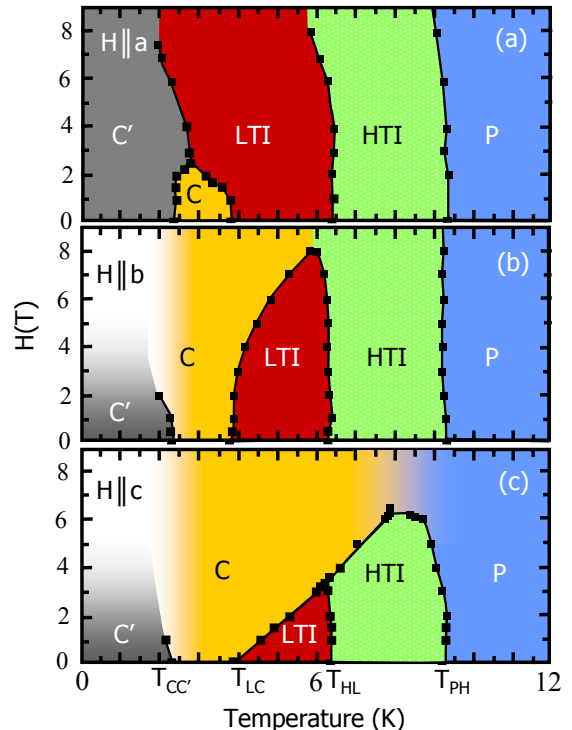 8
H∥a
(a)
6
4
C′
LTI
HTI
P
2
C
0
8
(b)
H∥b
6
H(T)
4
C
LTI
HTI
P
2
C′
0
8
H∥c
(c)
6
4
C
HTI
P
2
C′
LTI
0
0 T_CC′ T_LC 6 T_HL T_PH 12
Temperature (K)